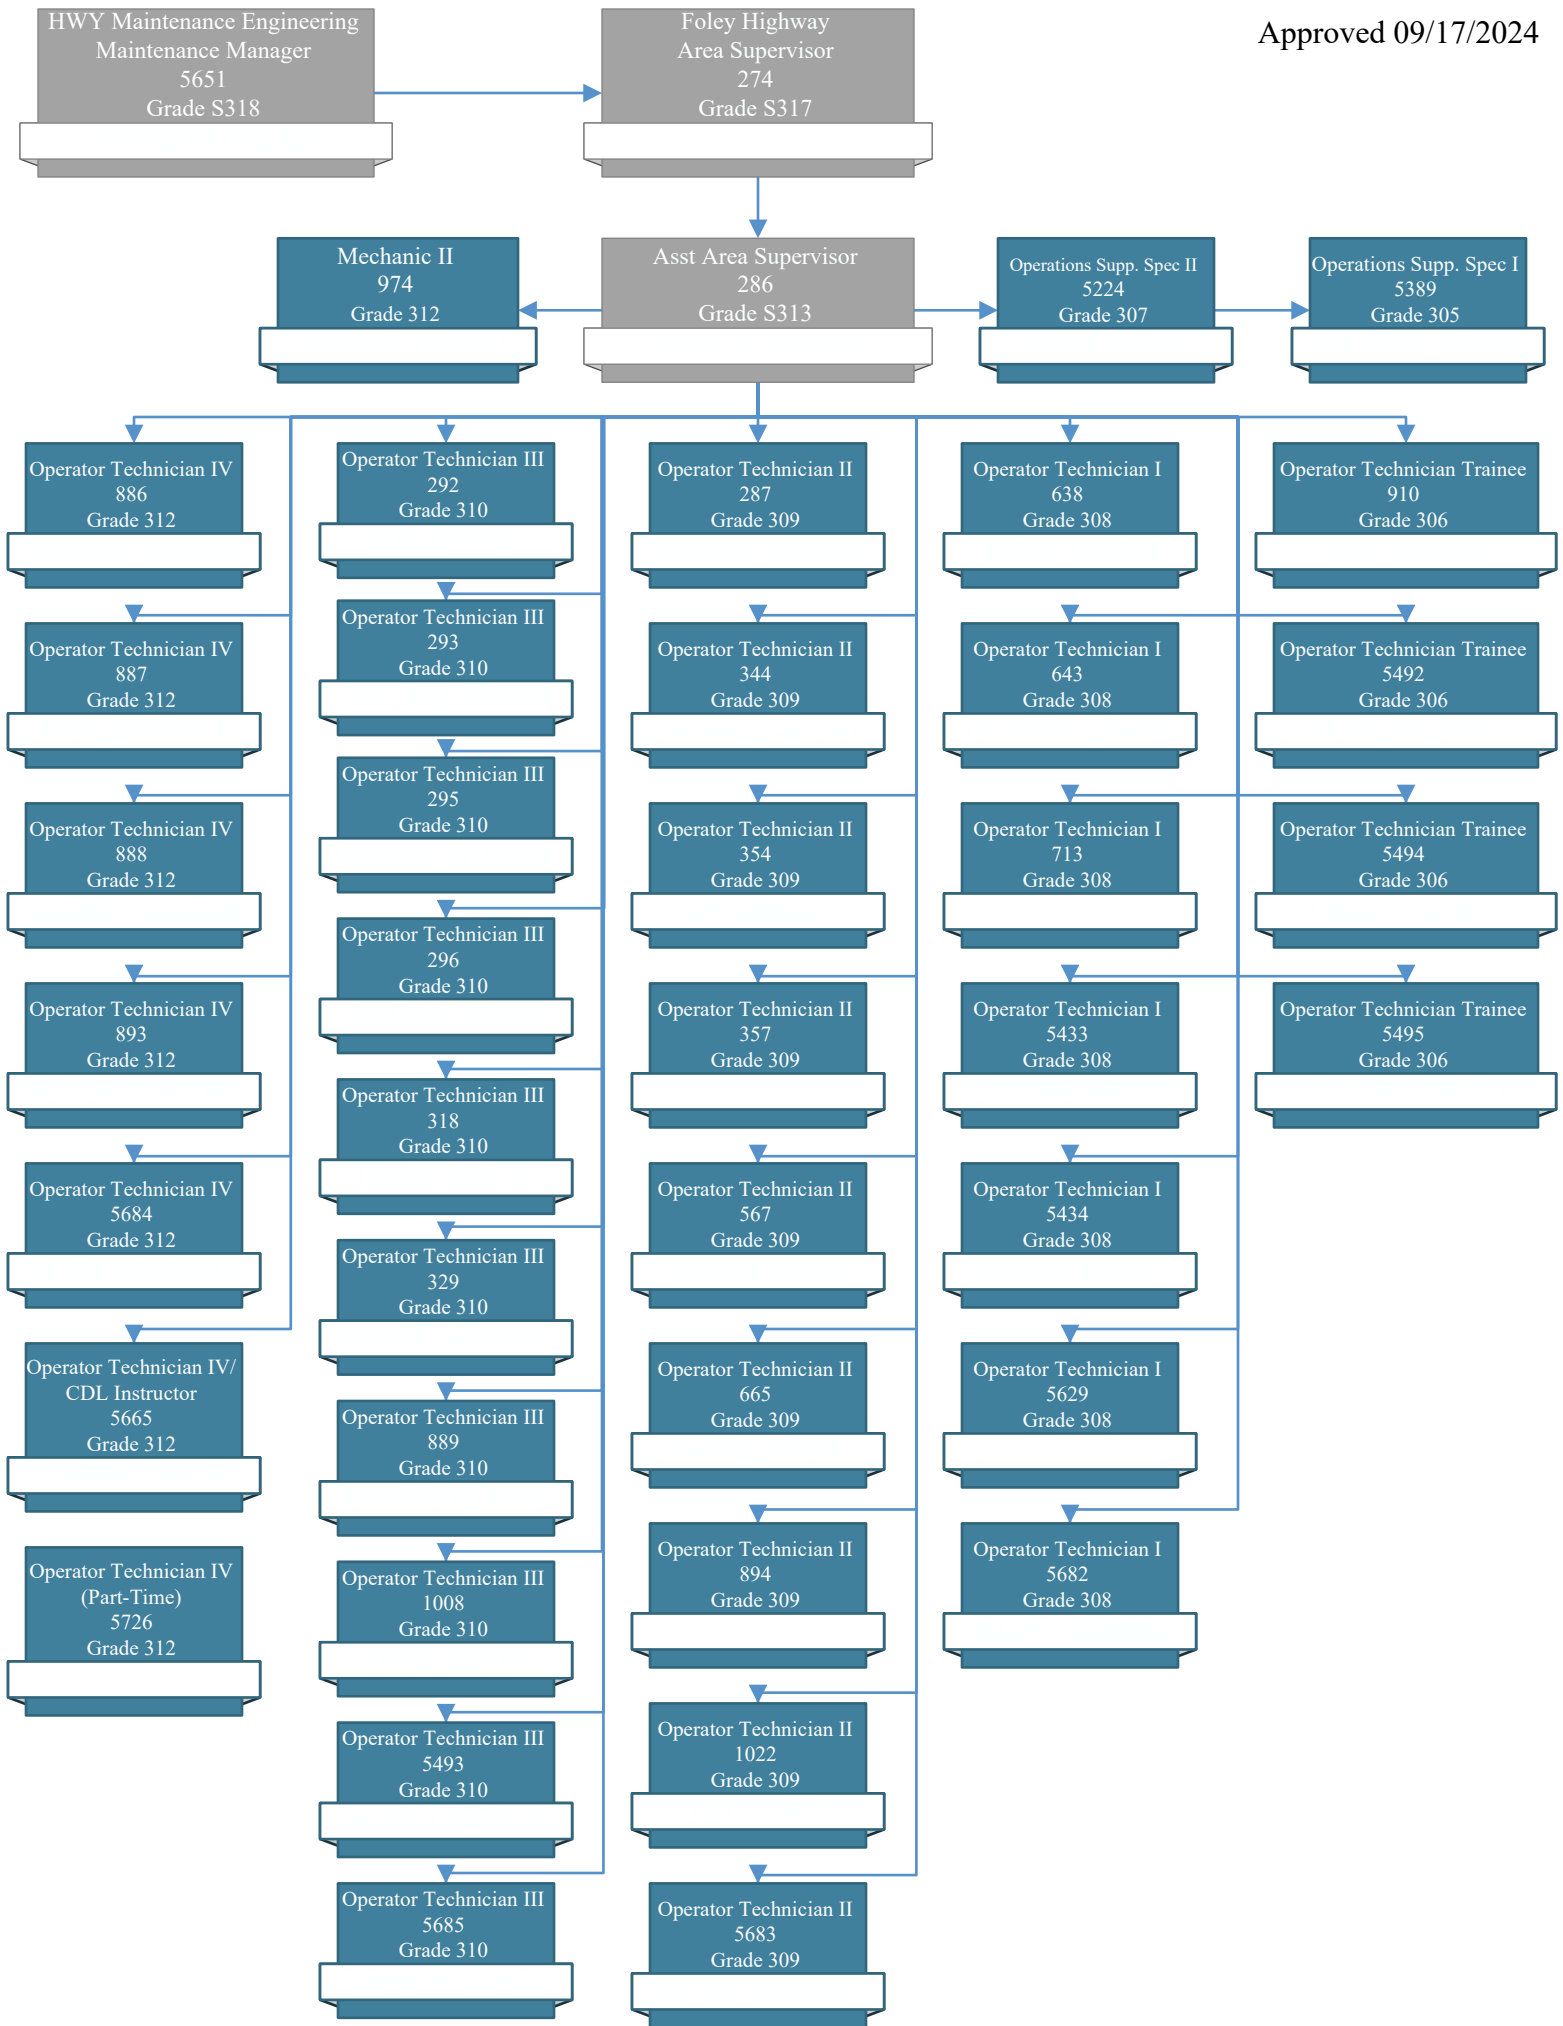 HWY Maintenance Engineering
Maintenance Manager
5651
Grade S318
Foley Highway
Area Supervisor
274
Grade S317
Approved 09/17/2024
Mechanic II
974
Grade 312
Asst Area Supervisor
286
Grade S313
Operations Supp. Spec II
5224
Grade 307
Operations Supp. Spec I
5389
Grade 305
Operator Technician IV
886
Grade 312
Operator Technician IV
887
Grade 312
Operator Technician IV
888
Grade 312
Operator Technician IV
893
Grade 312
Operator Technician IV
5684
Grade 312
Operator Technician IV/
CDL Instructor
5665
Grade 312
Operator Technician IV
(Part-Time)
5726
Grade 312
Operator Technician III
292
Grade 310
Operator Technician III
293
Grade 310
Operator Technician III
295
Grade 310
Operator Technician III
296
Grade 310
Operator Technician III
318
Grade 310
Operator Technician III
329
Grade 310
Operator Technician III
889
Grade 310
Operator Technician III
1008
Grade 310
Operator Technician III
5493
Grade 310
Operator Technician III
5685
Grade 310
Operator Technician II
287
Grade 309
Operator Technician II
344
Grade 309
Operator Technician II
354
Grade 309
Operator Technician II
357
Grade 309
Operator Technician II
567
Grade 309
Operator Technician II
665
Grade 309
Operator Technician II
894
Grade 309
Operator Technician II
1022
Grade 309
Operator Technician II
5683
Grade 309
Operator Technician I
638
Grade 308
Operator Technician I
643
Grade 308
Operator Technician I
713
Grade 308
Operator Technician I
5433
Grade 308
Operator Technician I
5434
Grade 308
Operator Technician I
5629
Grade 308
Operator Technician I
5682
Grade 308
Operator Technician Trainee
910
Grade 306
Operator Technician Trainee
5492
Grade 306
Operator Technician Trainee
5494
Grade 306
Operator Technician Trainee
5495
Grade 306